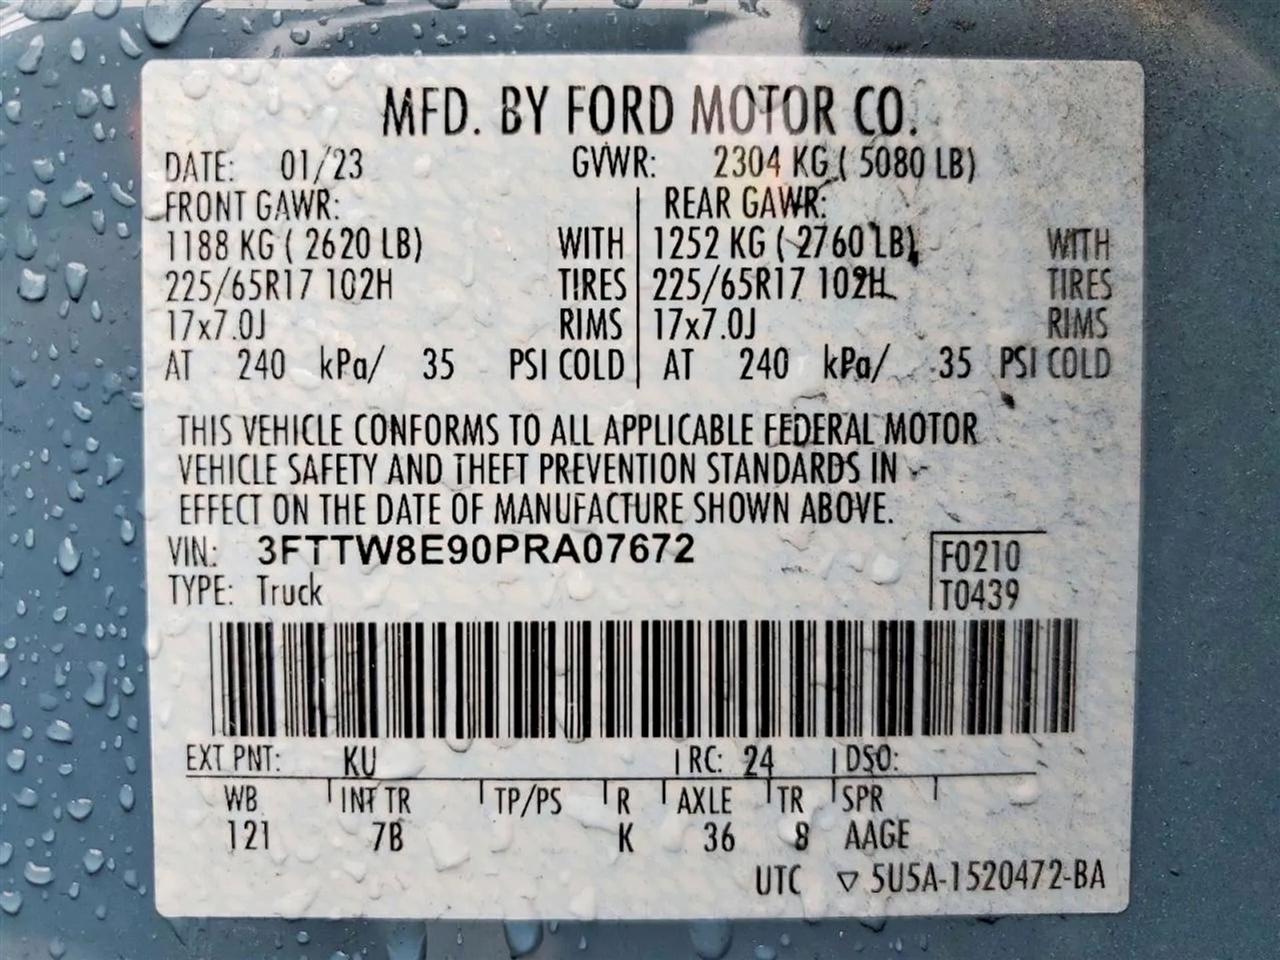 MFD. BY FORD MOTOR CO.
DATE: 01/23 GVWR: 2304 KG ( 5080 LB)
FRONT GAWR: REAR GAWR:
1188 KG ( 2620 LB) WITH 1252 KG ( 2760 LB) WITH
225/65R17 102H TIRES 225/65R17 102H TIRES
17x7.0J RIMS 17x7.0J RIMS
AT 240 kPa/ 35 PSI COLD AT 240 kPa/ 35 PSI COLD
THIS VEHICLE CONFORMS TO ALL APPLICABLE FEDERAL MOTOR
VEHICLE SAFETY AND THEFT PREVENTION STANDARDS IN
EFFECT ON THE DATE OF MANUFACTURE SHOWN ABOVE.
VIN: 3FTTW8E90PRA07672 F0210
TYPE: Truck T0439
EXT PNT: KU RC: 24 DSO:
WB INT TR TP/PS R AXLE TR SPR
121 7B K 36 8 AAGE
UTC ▽ 5U5A-1520472-BA